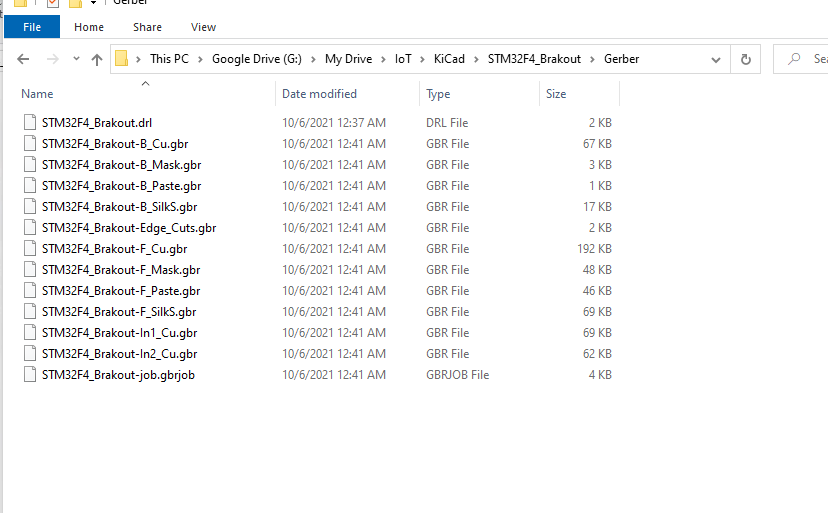 Gerber
File Home Share View
This PC > Google Drive (G:) > My Drive > IoT > KiCad > STM32F4_Brakout > Gerber
Name Date modified Type Size
STM32F4_Brakout.drl 10/6/2021 12:37 AM DRL File 2 KB
STM32F4_Brakout-B_Cu.gbr 10/6/2021 12:41 AM GBR File 67 KB
STM32F4_Brakout-B_Mask.gbr 10/6/2021 12:41 AM GBR File 3 KB
STM32F4_Brakout-B_Paste.gbr 10/6/2021 12:41 AM GBR File 1 KB
STM32F4_Brakout-B_SilkS.gbr 10/6/2021 12:41 AM GBR File 17 KB
STM32F4_Brakout-Edge_Cuts.gbr 10/6/2021 12:41 AM GBR File 2 KB
STM32F4_Brakout-F_Cu.gbr 10/6/2021 12:41 AM GBR File 192 KB
STM32F4_Brakout-F_Mask.gbr 10/6/2021 12:41 AM GBR File 48 KB
STM32F4_Brakout-F_Paste.gbr 10/6/2021 12:41 AM GBR File 46 KB
STM32F4_Brakout-F_SilkS.gbr 10/6/2021 12:41 AM GBR File 69 KB
STM32F4_Brakout-In1_Cu.gbr 10/6/2021 12:41 AM GBR File 69 KB
STM32F4_Brakout-In2_Cu.gbr 10/6/2021 12:41 AM GBR File 62 KB
STM32F4_Brakout-job.gbrjob 10/6/2021 12:41 AM GBRJOB File 4 KB